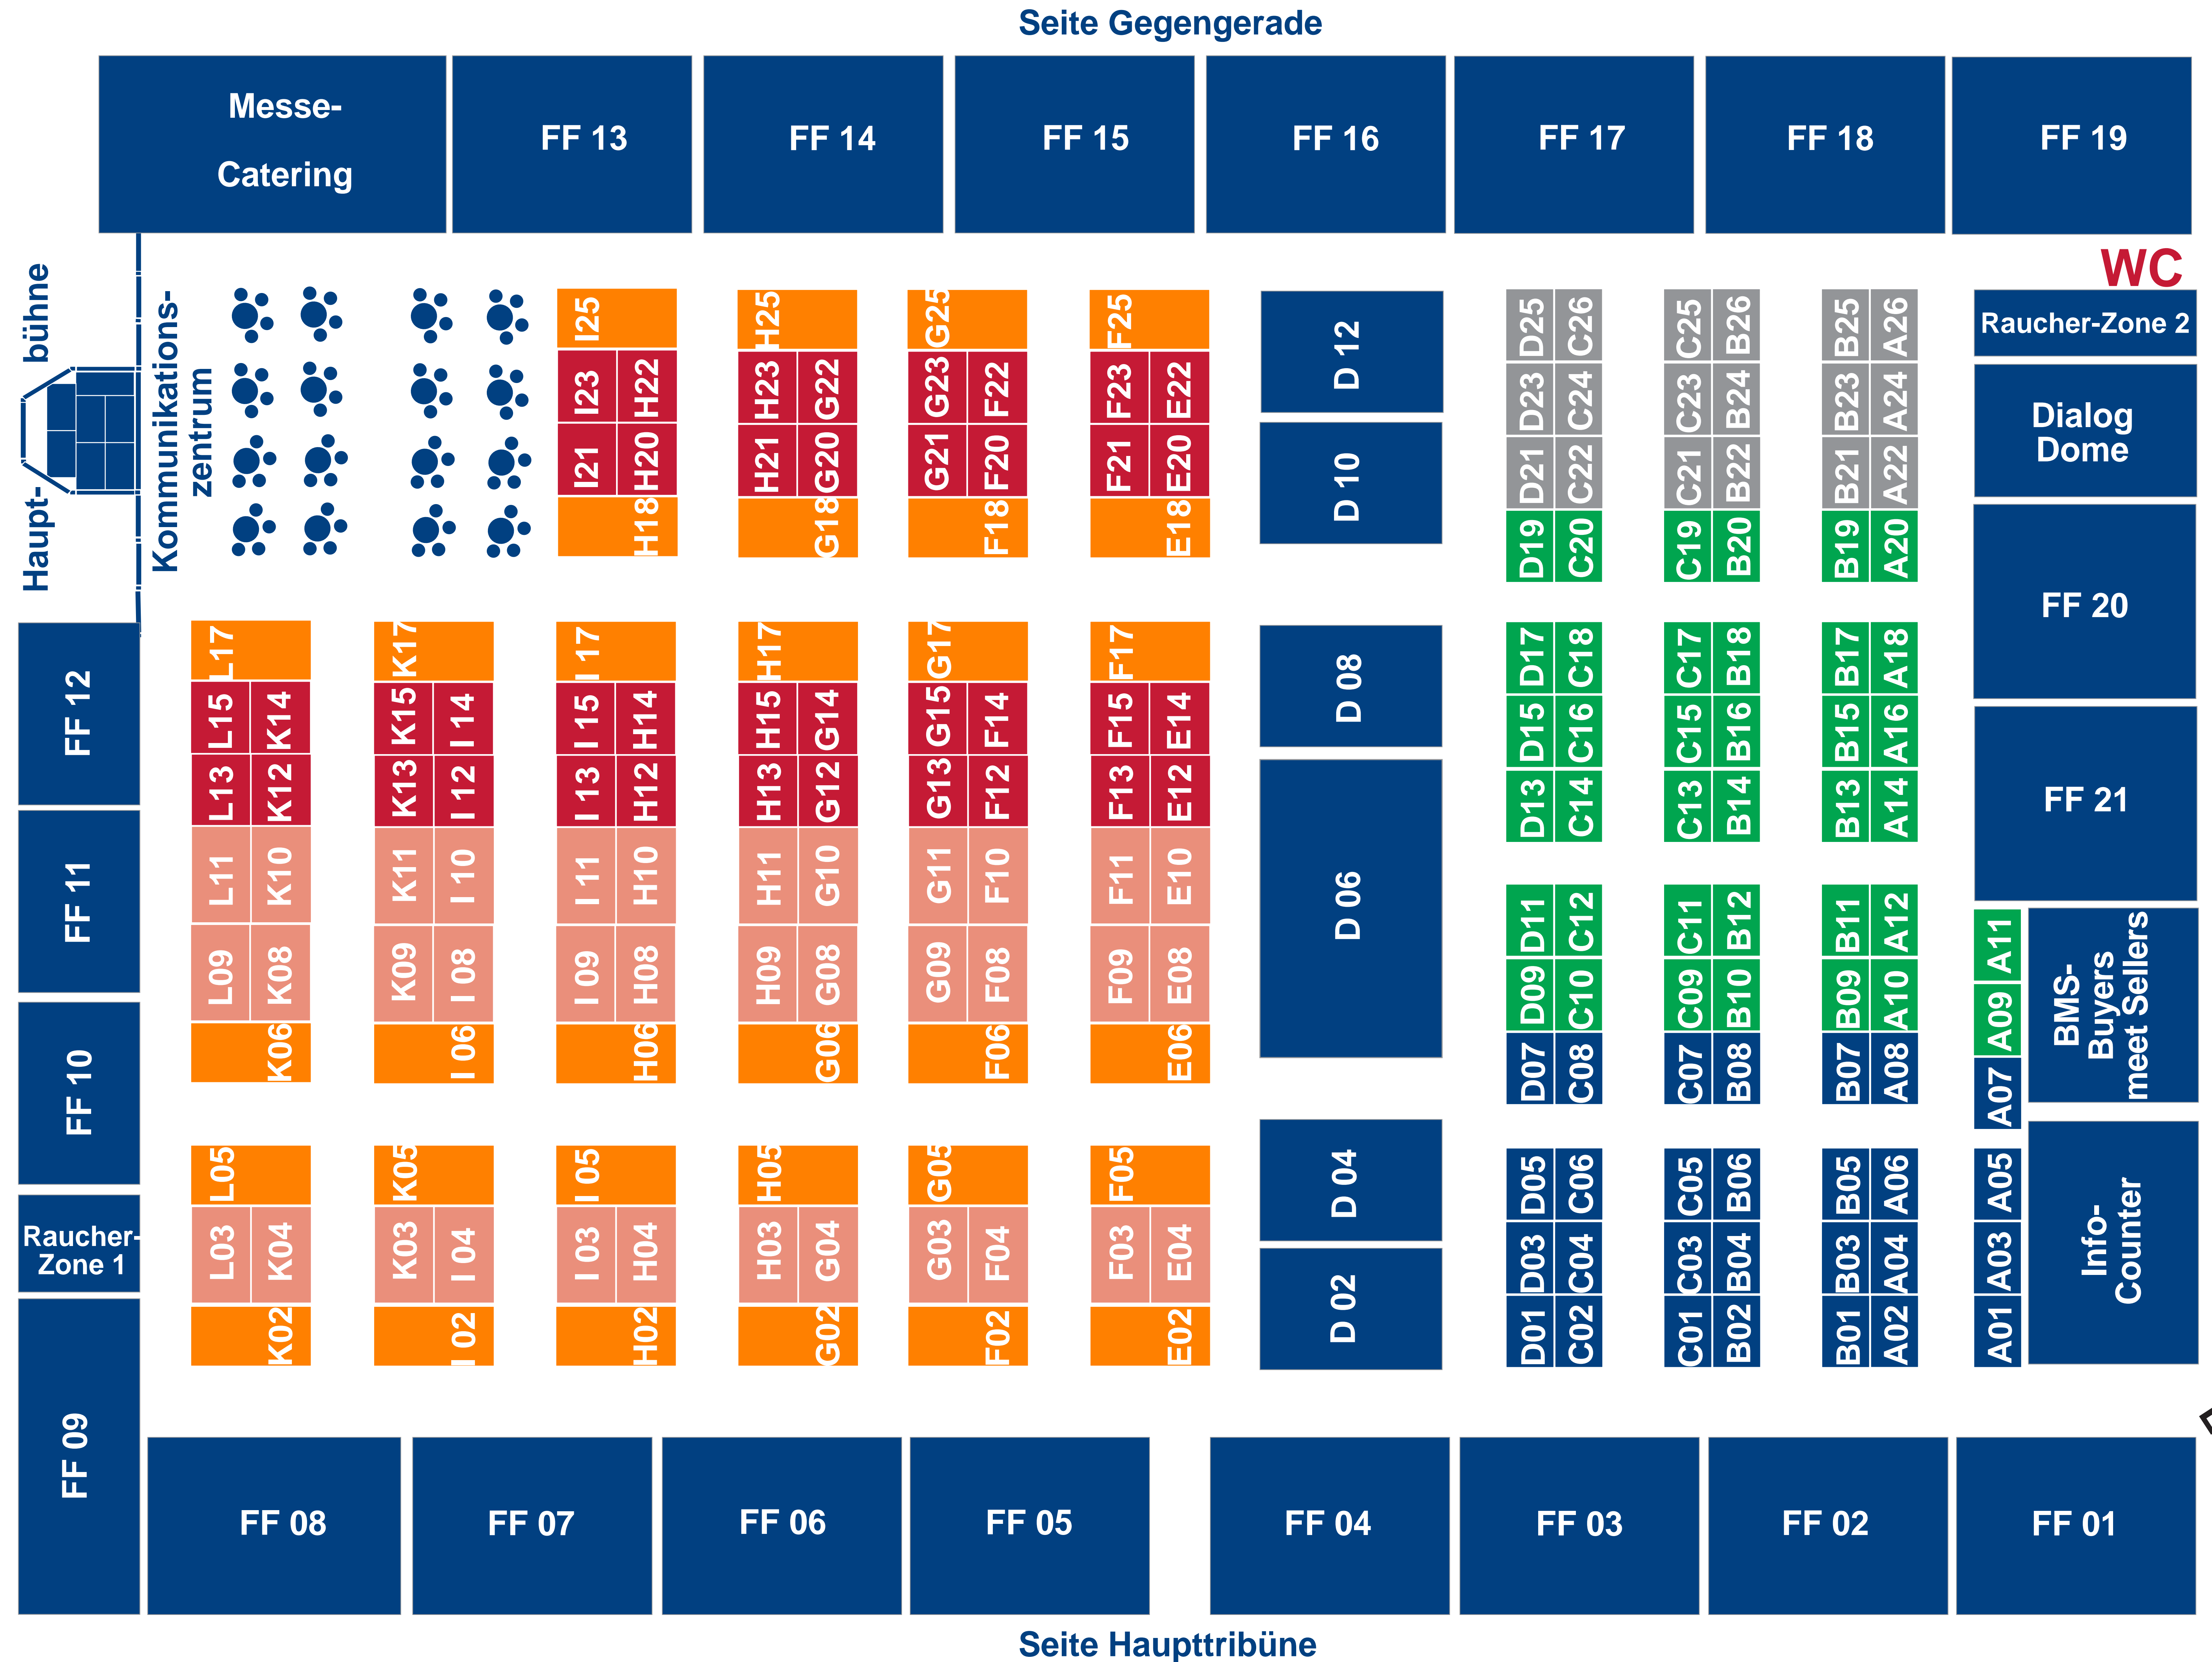 Seite Gegengerade
Messe-
Catering
FF 13
FF 14
FF 15
FF 16
FF 17
FF 18
FF 19
WC
Haupt- bühne
Kommunikations-
zentrum
I25
H25
G25
F25
D 12
D25 C26
C25 B26
B25 A26
Raucher-Zone 2
I23 H22
H23 G22
G23 F22
F23 E22
D23 C24
C23 B24
B23 A24
Dialog
Dome
I21 H20
H21 G20
G21 F20
F21 E20
D 10
D21 C22
C21 B22
B21 A22
H18
G18
F18
E18
D19 C20
C19 B20
B19 A20
FF 20
FF 12
L17
K17
I 17
H17
G17
F17
D 08
D17 C18
C17 B18
B17 A18
L15 K14
K15 I 14
I 15 H14
H15 G14
G15 F14
F15 E14
D15 C16
C15 B16
B15 A16
FF 21
L13 K12
K13 I 12
I 13 H12
H13 G12
G13 F12
F13 E12
D13 C14
C13 B14
B13 A14
FF 11
L11 K10
K11 I 10
I 11 H10
H11 G10
G11 F10
F11 E10
D 06
D11 C12
C11 B12
B11 A12
A11
BMS-
Buyers
meet Sellers
L09 K08
K09 I 08
I 09 H08
H09 G08
G09 F08
F09 E08
D09 C10
C09 B10
B09 A10
A09
FF 10
K06
I 06
H06
G06
F06
E06
D07 C08
C07 B08
B07 A08
A07
L05
K05
I 05
H05
G05
F05
D 04
D05 C06
C05 B06
B05 A06
A05
Info-
Counter
Raucher-
Zone 1
L03 K04
K03 I 04
I 03 H04
H03 G04
G03 F04
F03 E04
D03 C04
C03 B04
B03 A04
A03
K02
I 02
H02
G02
F02
E02
D 02
D01 C02
C01 B02
B01 A02
A01
FF 09
FF 08
FF 07
FF 06
FF 05
FF 04
FF 03
FF 02
FF 01
Seite Haupttribüne